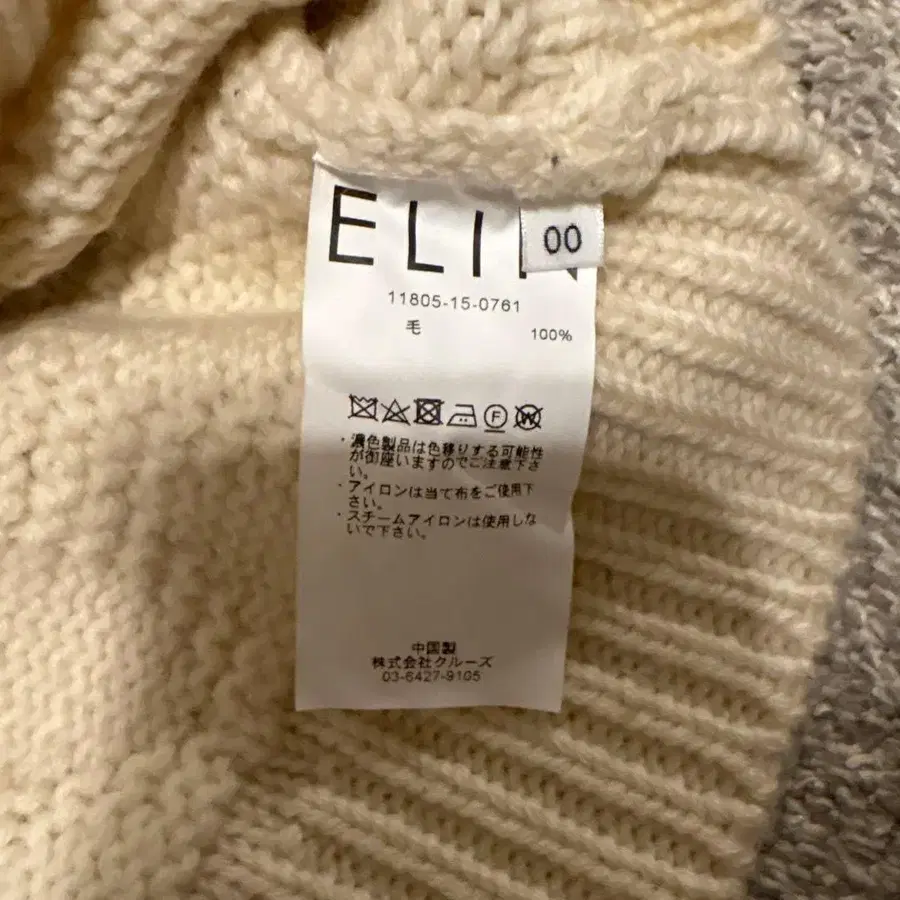 ELIN
00
11805-15-0761
毛 100%
F W
・濃色製品は色移りする可能性
が御座いますのでご注意下さ
い。
・アイロンは当て布をご使用下
さい。
・スチームアイロンは使用しな
いで下さい。
中国製
株式会社クルーズ
03-6427-9105